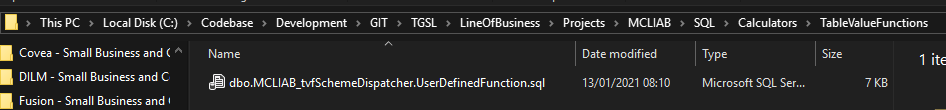 This PC > Local Disk (C:) > Codebase > Development > GIT > TGSL > LineOfBusiness > Projects > MCLIAB > SQL > Calculators > TableValueFunctions
Covea - Small Business and C
DILM - Small Business and Co
Fusion - Small Business and
Name Date modified Type Size
dbo.MCLIAB_tvfSchemeDispatcher.UserDefinedFunction.sql 13/01/2021 08:10 Microsoft SQL Ser... 7 KB
1 ite